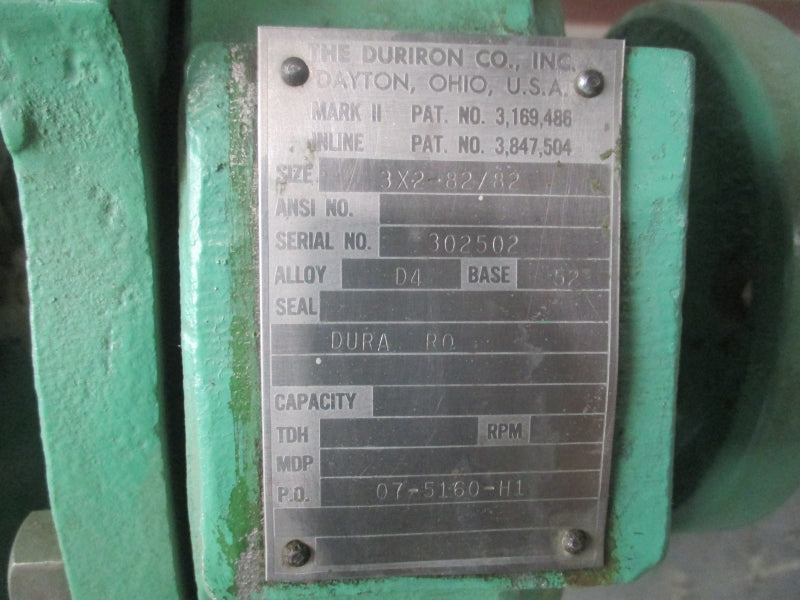 THE DURIRON CO., INC.
DAYTON, OHIO, U.S.A.
MARK II PAT. NO. 3,169,486
INLINE PAT. NO. 3,847,504
SIZE 3X2-82/82
ANSI NO.
SERIAL NO. 302502
ALLOY D4 BASE 52
SEAL
DURA RO
CAPACITY
TDH RPM
MDP
P.O. 07-5160-H1